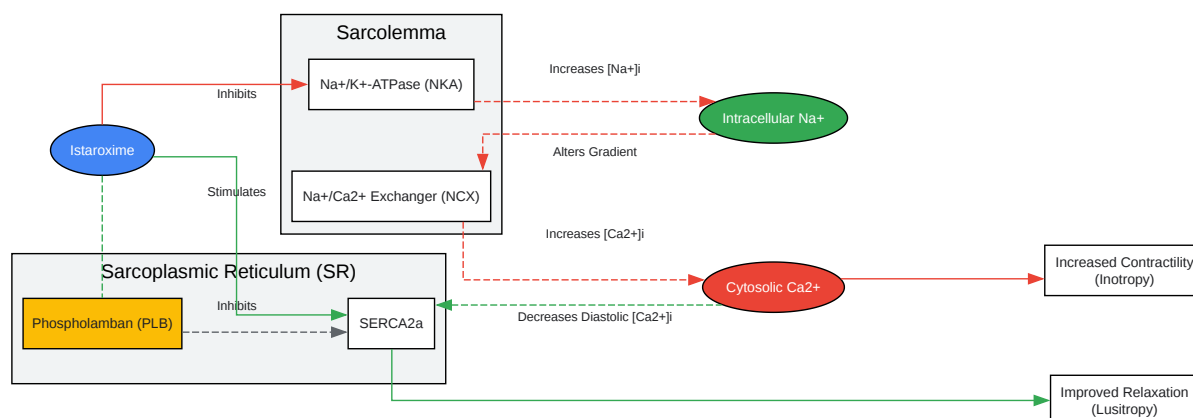 Sarcolemma
Na+/K+-ATPase (NKA)
Increases [Na+]i
Inhibits
Intracellular Na+
Istaroxime
Alters Gradient
Stimulates
Na+/Ca2+ Exchanger (NCX)
Increases [Ca2+]i
Sarcoplasmic Reticulum (SR)
Increased Contractility
(Inotropy)
Cytosolic Ca2+
Inhibits
Decreases Diastolic [Ca2+]i
Phospholamban (PLB)
SERCA2a
Improved Relaxation
(Lusitropy)